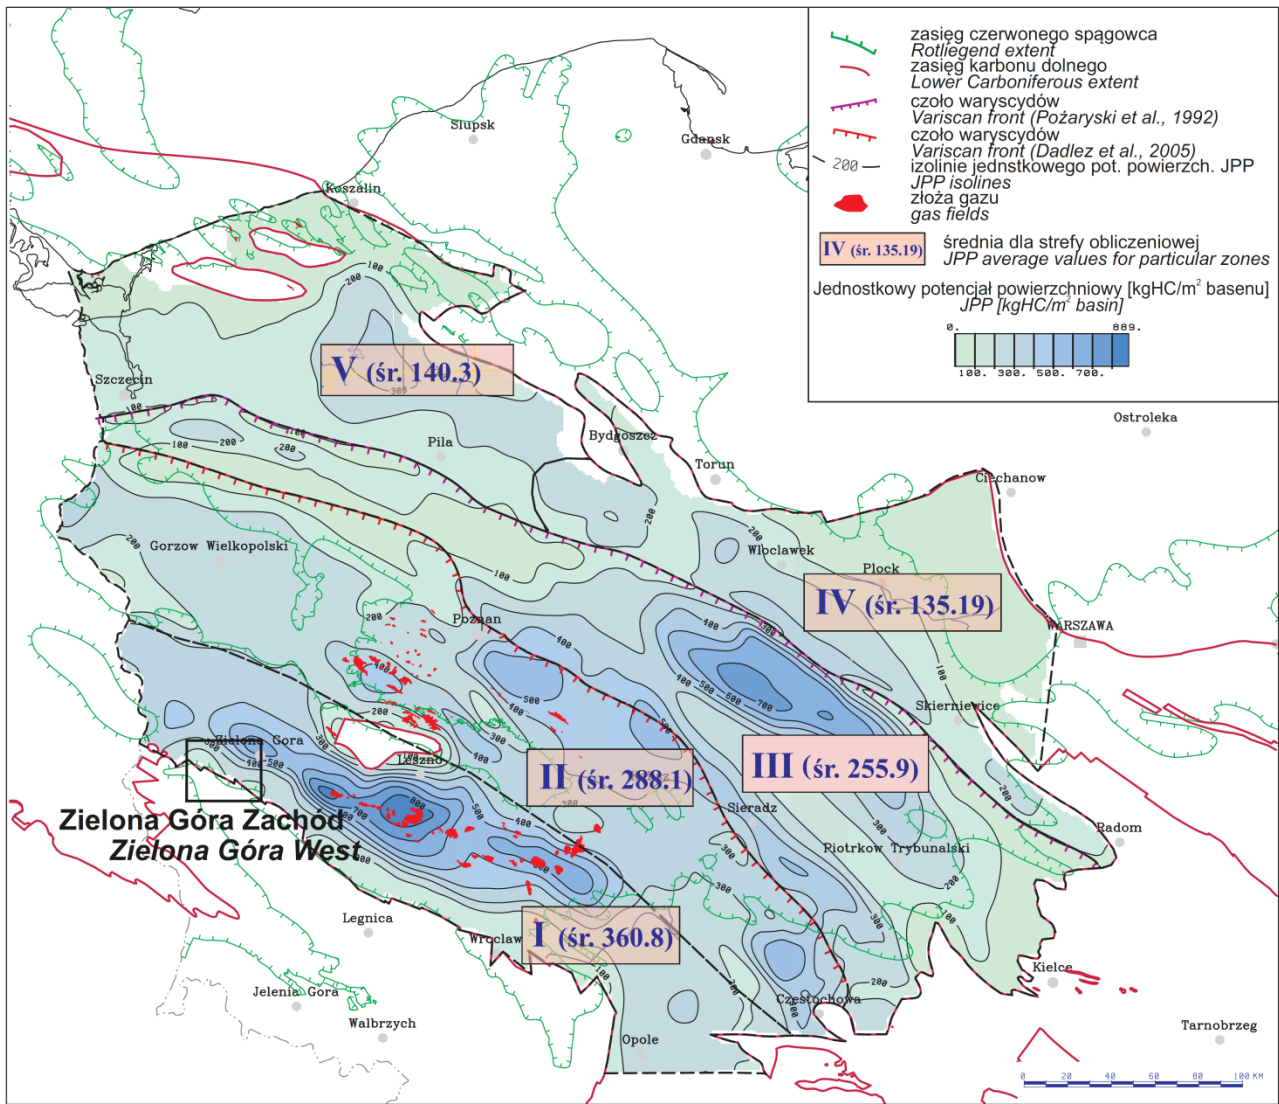 zasięg czerwonego spągowca
Rotliegend extent
zasięg karbonu dolnego
Lower Carboniferous extent
czoło waryscydów
Variscan front (Pożaryski et al., 1992)
czoło waryscydów
Variscan front (Dadlez et al., 2005)
200 izolinie jednstkowego pot. powierzch. JPP
JPP isolines
złoża gazu
gas fields
IV (śr. 135.19) średnia dla strefy obliczeniowej
JPP average values for particular zones
Jednostkowy potencjał powierzchniowy [kgHC/m² basenu]
JPP [kgHC/m² basin]
0. 889.
100. 300. 500. 700.
Slupsk
Gdansk
Koszalin
Szczecin
V (śr. 140.3)
Ostroleka
Pila
Bydgoszcz
Torun
Ciechanow
Gorzow Wielkopolski
Wloclawek
Plock
IV (śr. 135.19)
Poznan
WARSZAWA
Skierniewice
Zielona Gora
Leszno
II (śr. 288.1)
III (śr. 255.9)
Sieradz
Zielona Góra Zachód
Zielona Góra West
Radom
Piotrkow Trybunalski
Legnica
Wroclaw
I (śr. 360.8)
Kielce
Jelenia Gora
Czestochowa
Walbrzych
Opole
Tarnobrzeg
0 20 40 60 80 100 KM